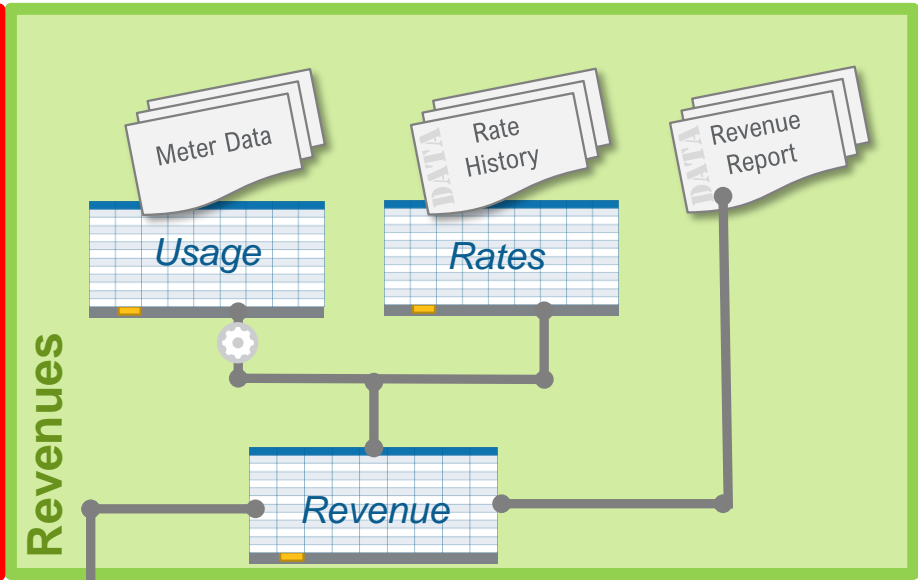 Meter Data
DATA
Rate
History
DATA
Revenue
Report
Usage
Rates
Revenues
Revenue